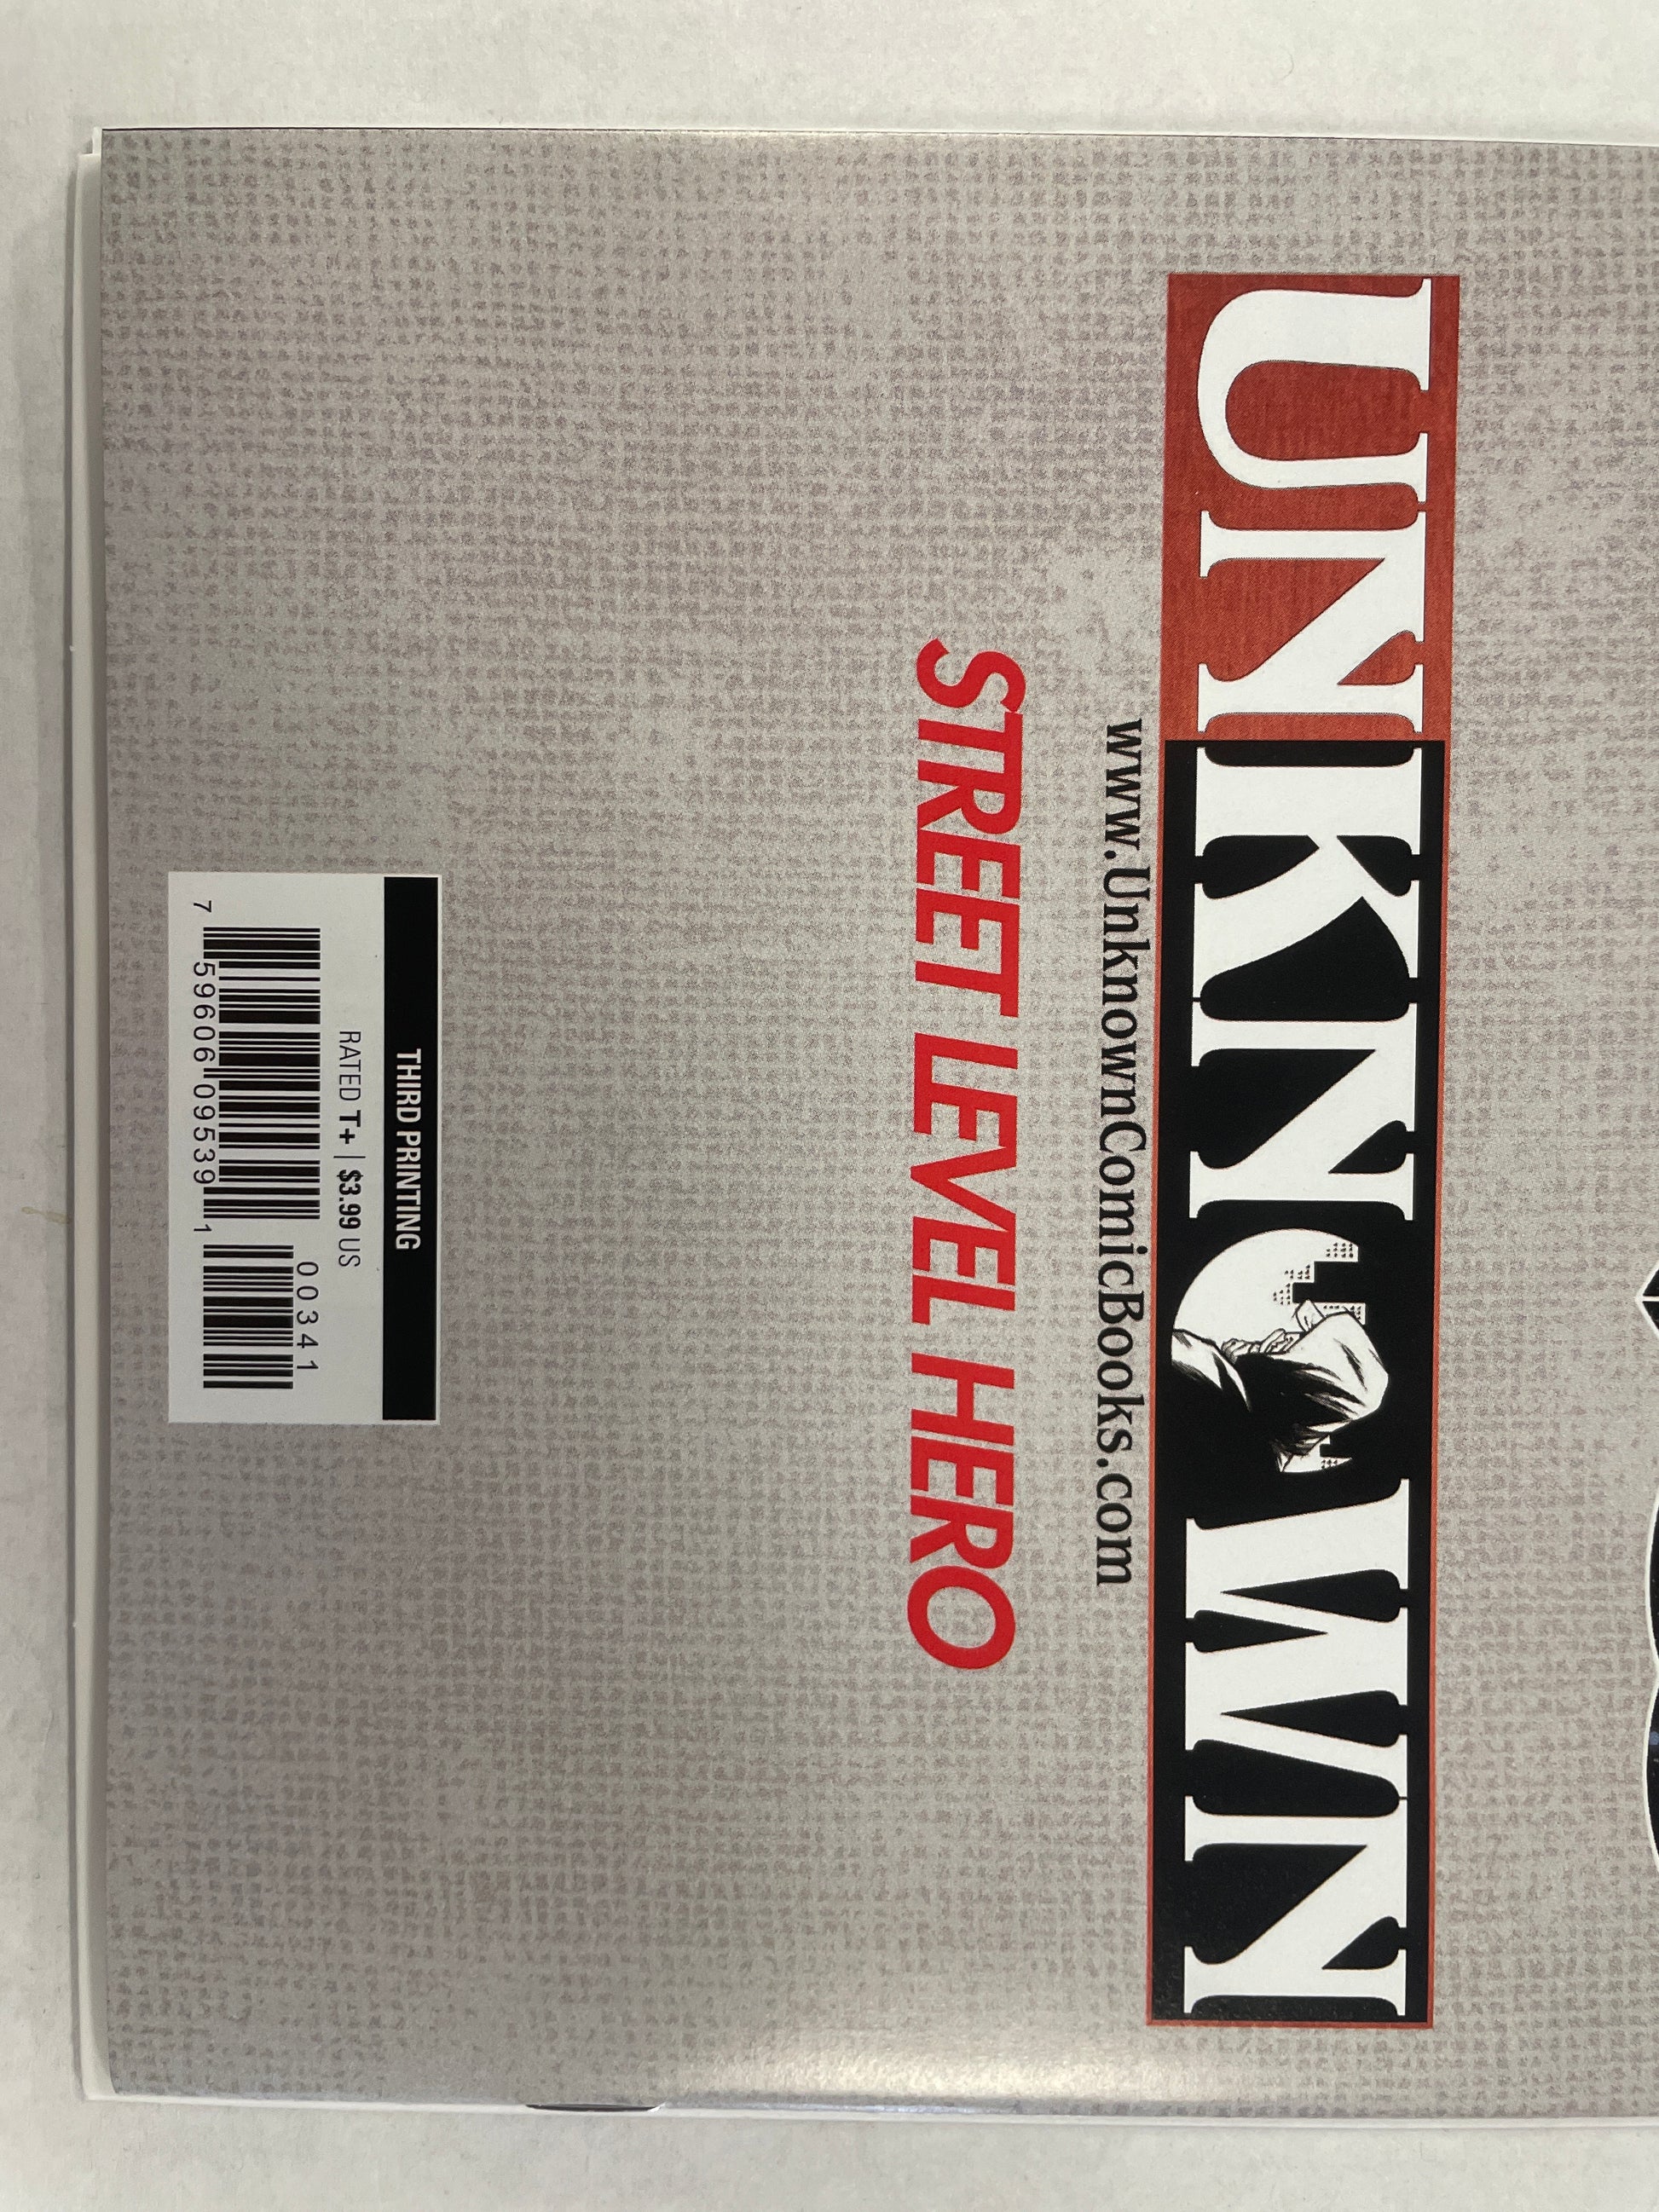 UNKNOWN
www.UnknownComicBooks.com
STREET LEVEL HERO
THIRD PRINTING
RATED T+ | $3.99 US
00341
7 59606 09539 1